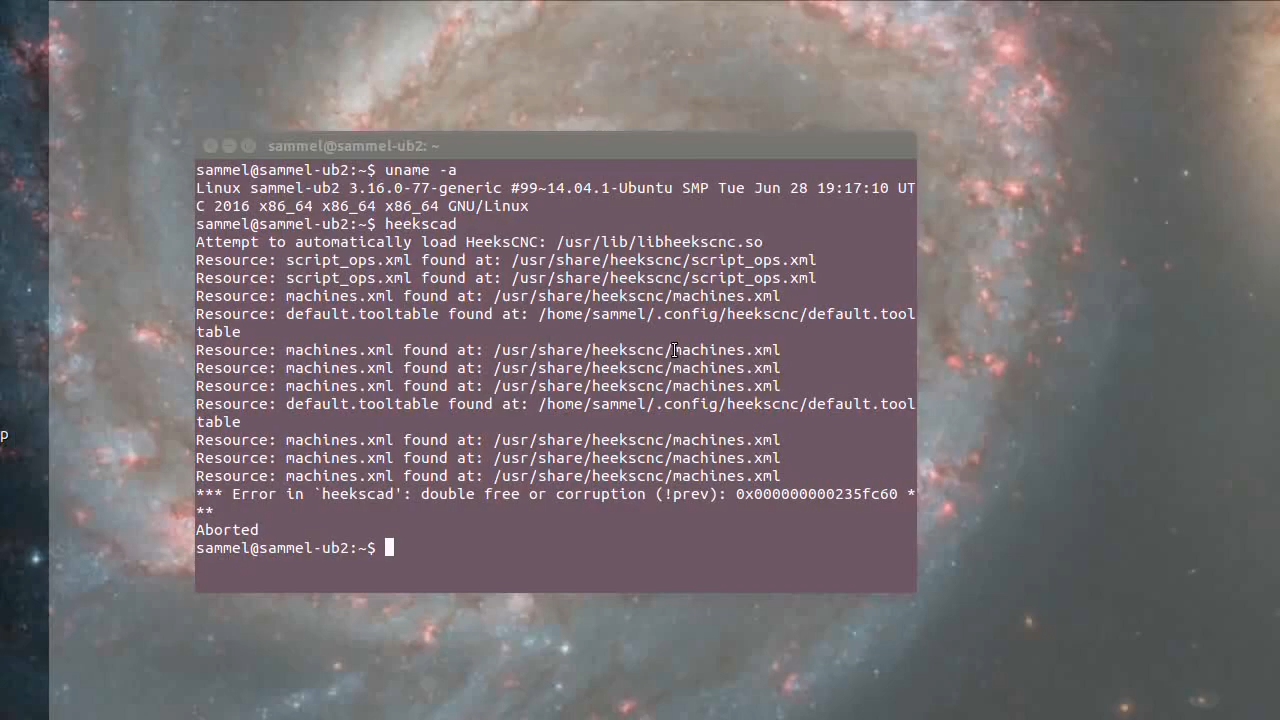 sammel@sammel-ub2: ~
sammel@sammel-ub2:~$ uname -a
Linux sammel-ub2 3.16.0-77-generic #99~14.04.1-Ubuntu SMP Tue Jun 28 19:17:10 UT
C 2016 x86_64 x86_64 x86_64 GNU/Linux
sammel@sammel-ub2:~$ heekscad
Attempt to automatically load HeeksCNC: /usr/lib/libheekscnc.so
Resource: script_ops.xml found at: /usr/share/heekscnc/script_ops.xml
Resource: script_ops.xml found at: /usr/share/heekscnc/script_ops.xml
Resource: machines.xml found at: /usr/share/heekscnc/machines.xml
Resource: default.tooltable found at: /home/sammel/.config/heekscnc/default.tool
table
Resource: machines.xml found at: /usr/share/heekscnc/machines.xml
Resource: machines.xml found at: /usr/share/heekscnc/machines.xml
Resource: machines.xml found at: /usr/share/heekscnc/machines.xml
Resource: default.tooltable found at: /home/sammel/.config/heekscnc/default.tool
table
p
Resource: machines.xml found at: /usr/share/heekscnc/machines.xml
Resource: machines.xml found at: /usr/share/heekscnc/machines.xml
Resource: machines.xml found at: /usr/share/heekscnc/machines.xml
*** Error in `heekscad': double free or corruption (!prev): 0x000000000235fc60 *
**
Aborted
sammel@sammel-ub2:~$